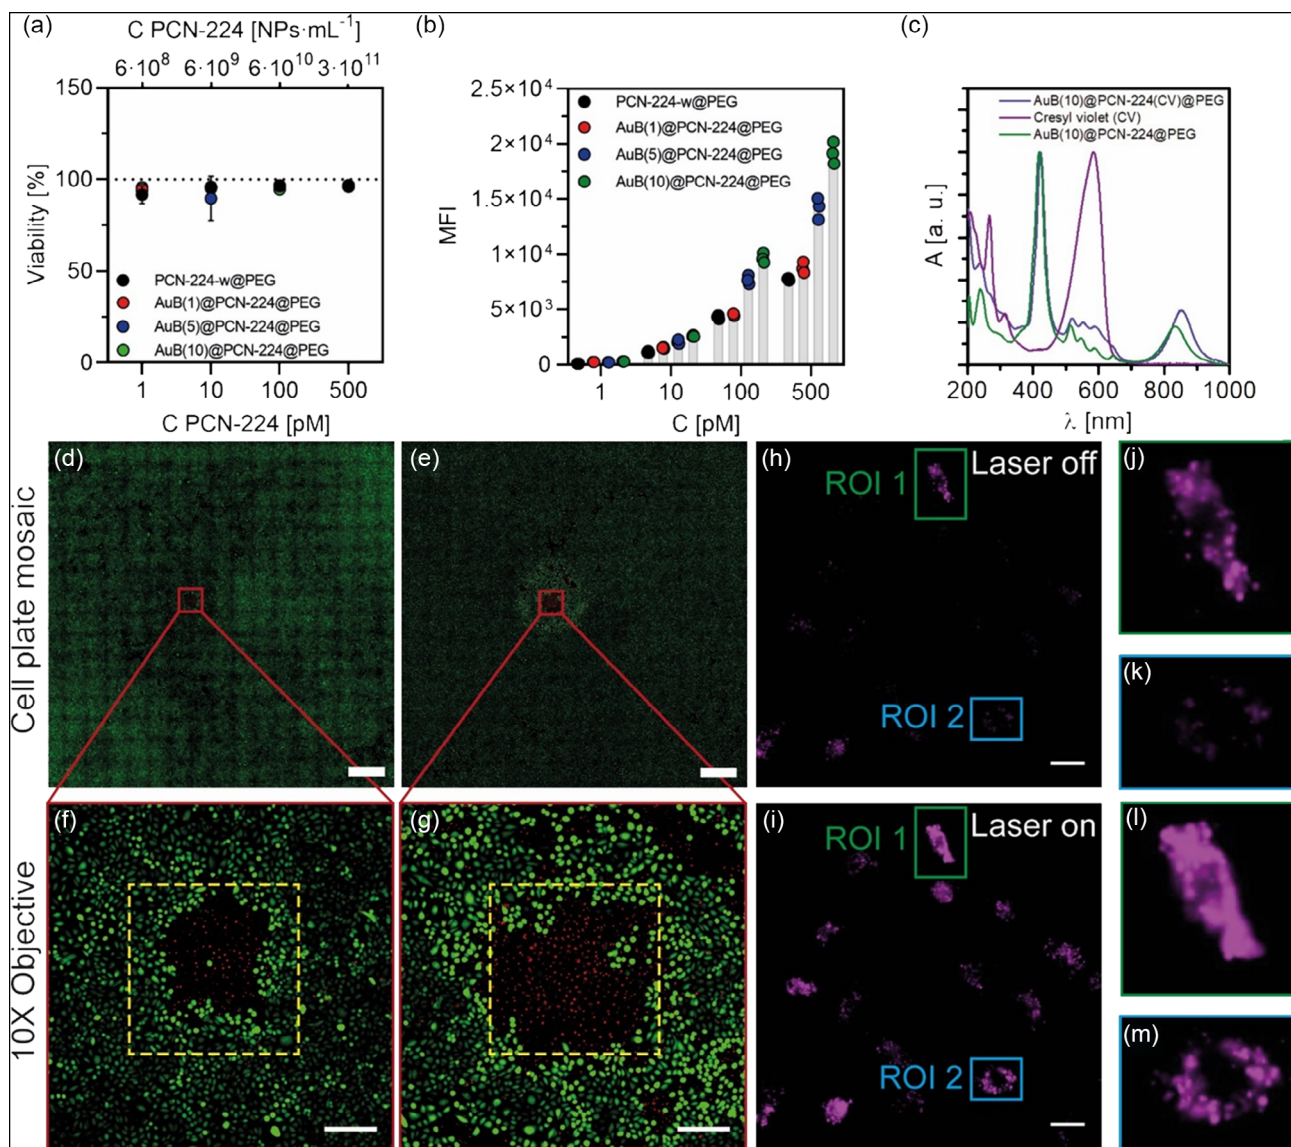 (a)
C PCN-224 [NPs·mL⁻¹]
6·10⁸ 6·10⁹ 6·10¹⁰ 3·10¹¹
150
100
50
0
Viability [%]
PCN-224-w@PEG
AuB(1)@PCN-224@PEG
AuB(5)@PCN-224@PEG
AuB(10)@PCN-224@PEG
1 10 100 500
C PCN-224 [pM]
(b)
2.5×10⁴
2×10⁴
1.5×10⁴
1×10⁴
5×10³
0
MFI
PCN-224-w@PEG
AuB(1)@PCN-224@PEG
AuB(5)@PCN-224@PEG
AuB(10)@PCN-224@PEG
1 10 100 500
C [pM]
(c)
A [a. u.]
AuB(10)@PCN-224(CV)@PEG
Cresyl violet (CV)
AuB(10)@PCN-224@PEG
200 400 600 800 1000
λ [nm]
Cell plate mosaic
(d)
(e)
(h)
Laser off
ROI 1
ROI 2
(j)
(k)
10X Objective
(f)
(g)
(i)
Laser on
ROI 1
ROI 2
(l)
(m)